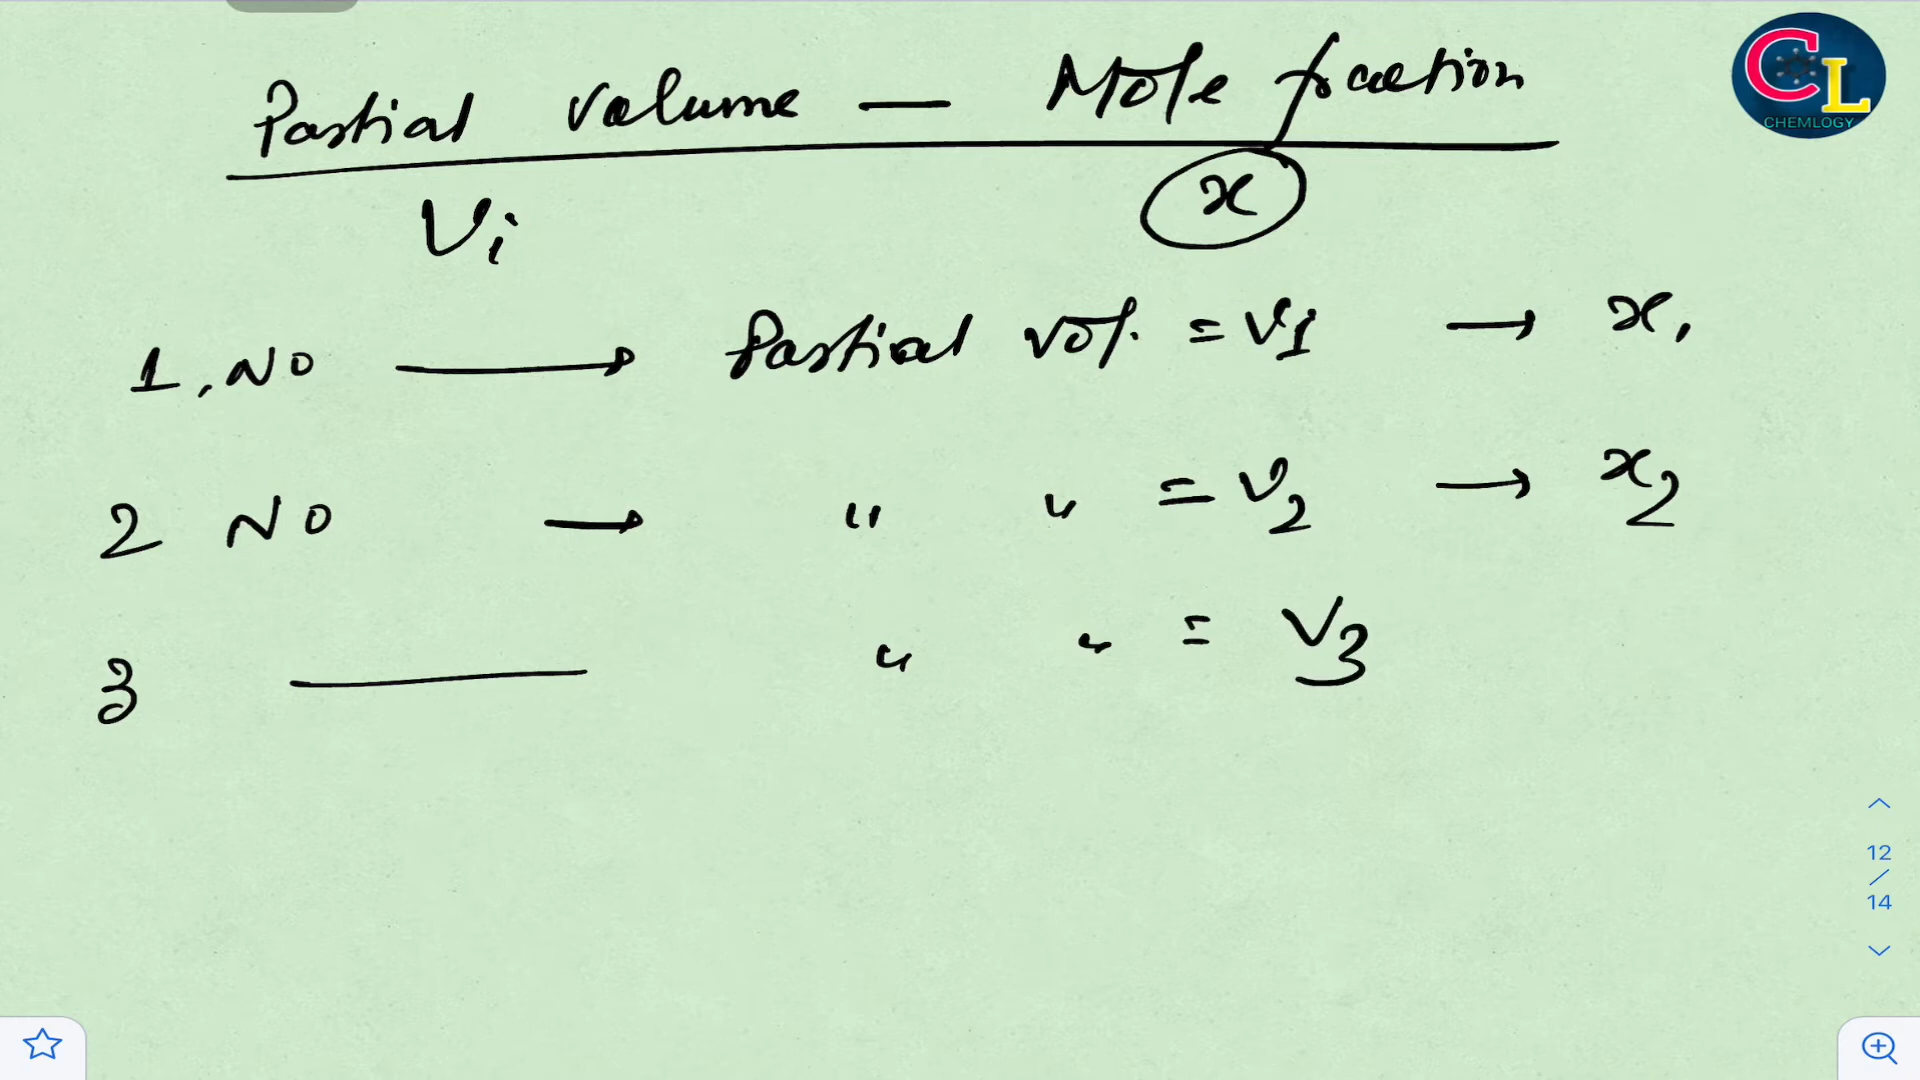 Partial volume — Mole fraction
CL
CHEMLOGY
Vi
x
1, NO → Partial vol. = V1 → x1
2 NO → " " = V2 → x2
3 — " " = V3
12
/
14